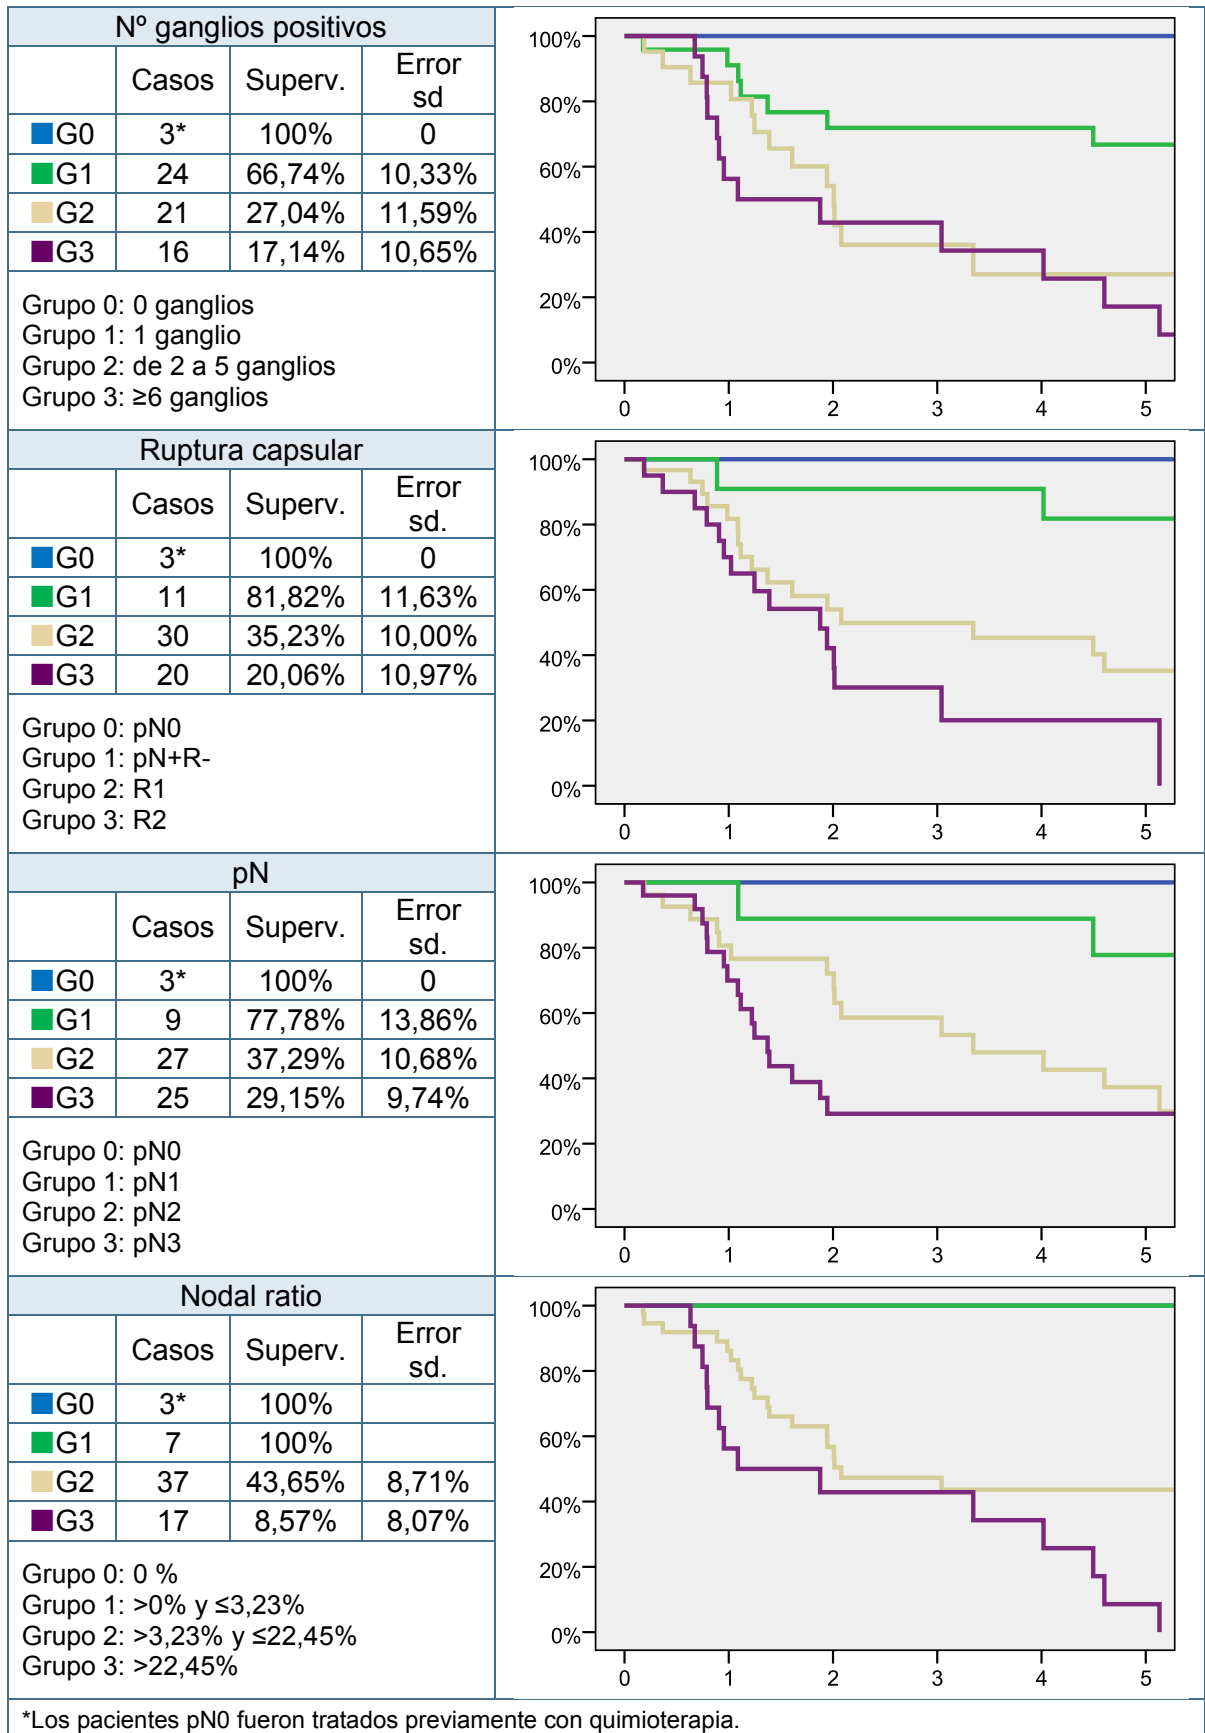 Nº ganglios positivos
Casos Superv. Error
sd
G0 3* 100% 0
G1 24 66,74% 10,33%
G2 21 27,04% 11,59%
G3 16 17,14% 10,65%
Grupo 0: 0 ganglios
Grupo 1: 1 ganglio
Grupo 2: de 2 a 5 ganglios
Grupo 3: ≥6 ganglios
100%
80%
60%
40%
20%
0%
0 1 2 3 4 5
Ruptura capsular
Casos Superv. Error
sd.
G0 3* 100% 0
G1 11 81,82% 11,63%
G2 30 35,23% 10,00%
G3 20 20,06% 10,97%
Grupo 0: pN0
Grupo 1: pN+R-
Grupo 2: R1
Grupo 3: R2
100%
80%
60%
40%
20%
0%
0 1 2 3 4 5
pN
Casos Superv. Error
sd.
G0 3* 100% 0
G1 9 77,78% 13,86%
G2 27 37,29% 10,68%
G3 25 29,15% 9,74%
Grupo 0: pN0
Grupo 1: pN1
Grupo 2: pN2
Grupo 3: pN3
100%
80%
60%
40%
20%
0%
0 1 2 3 4 5
Nodal ratio
Casos Superv. Error
sd.
G0 3* 100%
G1 7 100%
G2 37 43,65% 8,71%
G3 17 8,57% 8,07%
Grupo 0: 0 %
Grupo 1: >0% y ≤3,23%
Grupo 2: >3,23% y ≤22,45%
Grupo 3: >22,45%
100%
80%
60%
40%
20%
0%
0 1 2 3 4 5
*Los pacientes pN0 fueron tratados previamente con quimioterapia.